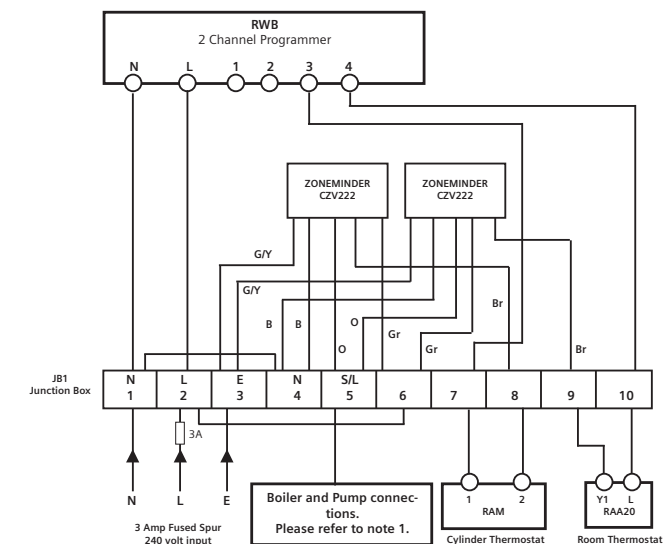 RWB
2 Channel Programmer
N L 1 2 3 4
ZONEMINDER
CZV222
ZONEMINDER
CZV222
G/Y
G/Y
Br
B B O
Gr
O Gr Br
JB1
Junction Box
N L E N S/L
1 2 3 4 5 6 7 8 9 10
3A
N L E
3 Amp Fused Spur
240 volt input
Boiler and Pump connec-
tions.
Please refer to note 1.
1 2
RAM
Cylinder Thermostat
Y1 L
RAA20
Room Thermostat